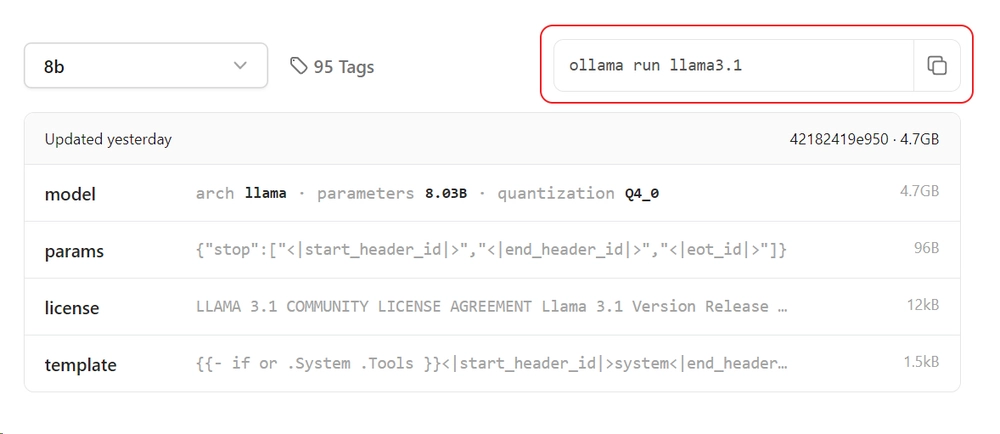 8b
95 Tags
ollama run llama3.1
Updated yesterday
42182419e950 · 4.7GB
model
arch llama · parameters 8.03B · quantization Q4_0
4.7GB
params
{"stop":["<|start_header_id|>","<|end_header_id|>","<|eot_id|>"]}
96B
license
LLAMA 3.1 COMMUNITY LICENSE AGREEMENT Llama 3.1 Version Release …
12kB
template
{{- if or .System .Tools }}<|start_header_id|>system<|end_header…
1.5kB